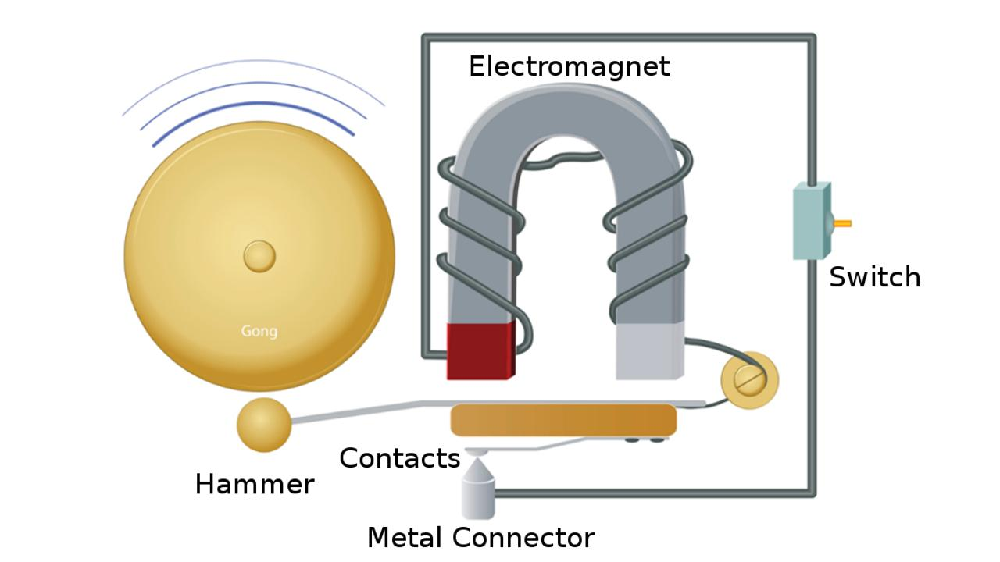 Electromagnet
Switch
Gong
Contacts
Hammer
Metal Connector